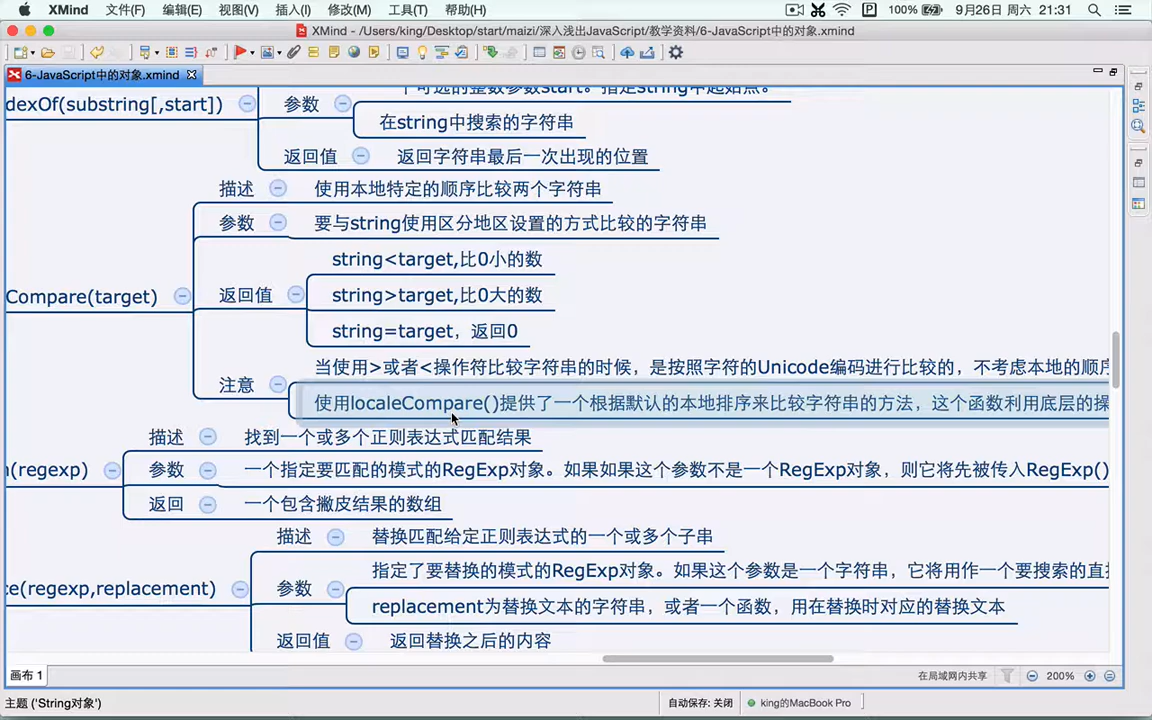 XMind 文件(F) 编辑(E) 视图(V) 插入(I) 修改(M) 工具(T) 帮助(H) P 100% 9月26日 周六 21:31
XMind - /Users/king/Desktop/start/maizi/深入浅出JavaScript/教学资料/6-JavaScript中的对象.xmind
6-JavaScript中的对象.xmind
一个可选的整数参数start。指定string中起始点。
dexOf(substring[,start]) 参数
在string中搜索的字符串
返回值 返回字符串最后一次出现的位置
描述 使用本地特定的顺序比较两个字符串
参数 要与string使用区分地区设置的方式比较的字符串
string<target,比0小的数
Compare(target) 返回值 string>target,比0大的数
string=target，返回0
当使用>或者<操作符比较字符串的时候，是按照字符的Unicode编码进行比较的，不考虑本地的顺序
注意
使用localeCompare()提供了一个根据默认的本地排序来比较字符串的方法，这个函数利用底层的操
描述 找到一个或多个正则表达式匹配结果
(regexp) 参数 一个指定要匹配的模式的RegExp对象。如果如果这个参数不是一个RegExp对象，则它将先被传入RegExp()
返回 一个包含撇皮结果的数组
描述 替换匹配给定正则表达式的一个或多个子串
指定了要替换的模式的RegExp对象。如果这个参数是一个字符串，它将用作一个要搜索的直接
ce(regexp,replacement) 参数
replacement为替换文本的字符串，或者一个函数，用在替换时对应的替换文本
返回值 返回替换之后的内容
画布 1 在局域网内共享 200%
主题 ('String对象') 自动保存: 关闭 king的MacBook Pro